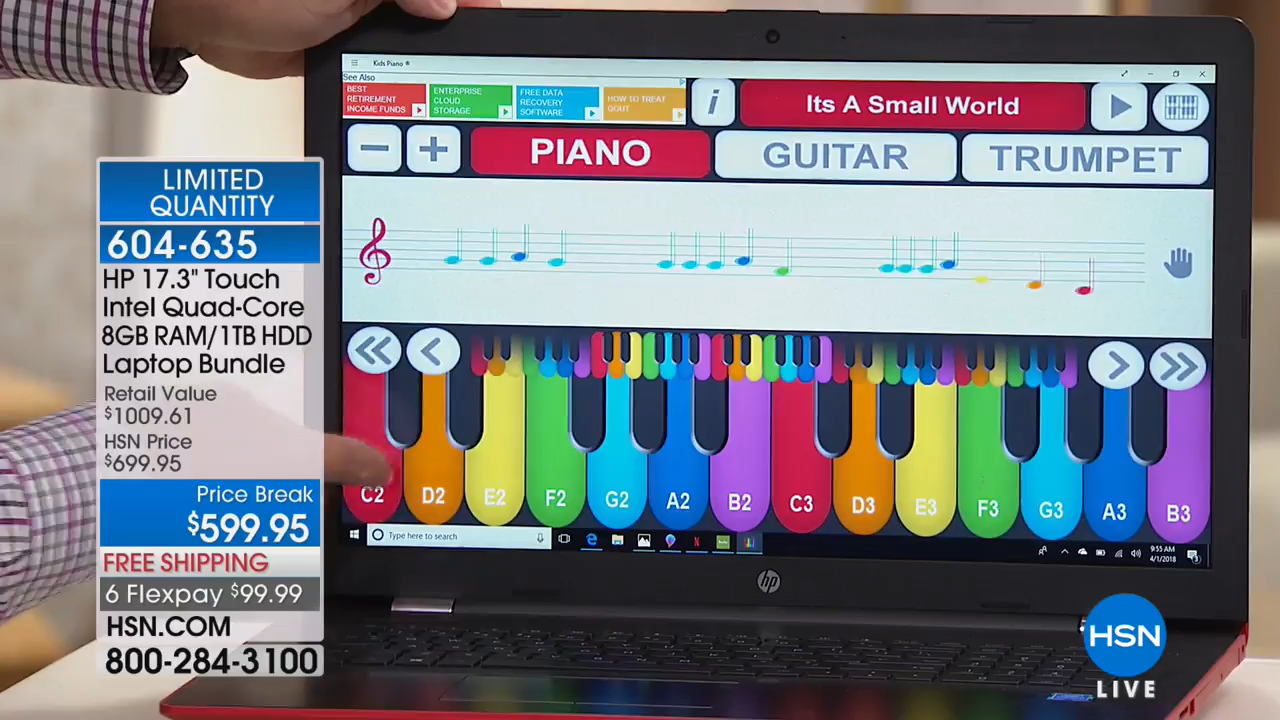 LIMITED
QUANTITY
604-635
HP 17.3" Touch
Intel Quad-Core
8GB RAM/1TB HDD
Laptop Bundle
Retail Value
$1009.61
HSN Price
$699.95
Price Break
$599.95
FREE SHIPPING
6 Flexpay $99.99
HSN.COM
800-284-3100
Kids Piano
See Also
BEST
RETIREMENT
INCOME FUNDS
ENTERPRISE
CLOUD
STORAGE
FREE DATA
RECOVERY
SOFTWARE
HOW TO TREAT
GOUT
i
Its A Small World
PIANO
GUITAR
TRUMPET
C2 D2 E2 F2 G2 A2 B2 C3 D3 E3 F3 G3 A3 B3
Type here to search
9:55 AM
4/1/2018
hp
HSN
LIVE